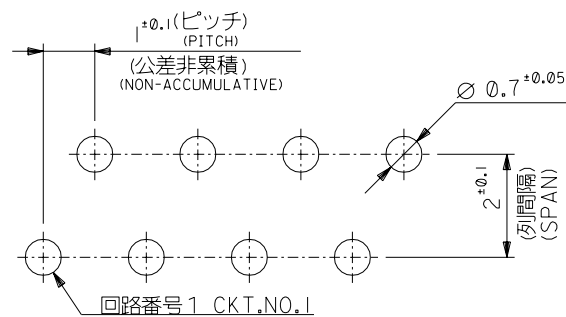 1±0.1(ピッチ)
(PITCH)
(公差非累積)
(NON-ACCUMULATIVE)
Ø 0.7±0.05
2±0.1
(列間隔)
(SPAN)
回路番号1 CKT.NO.1